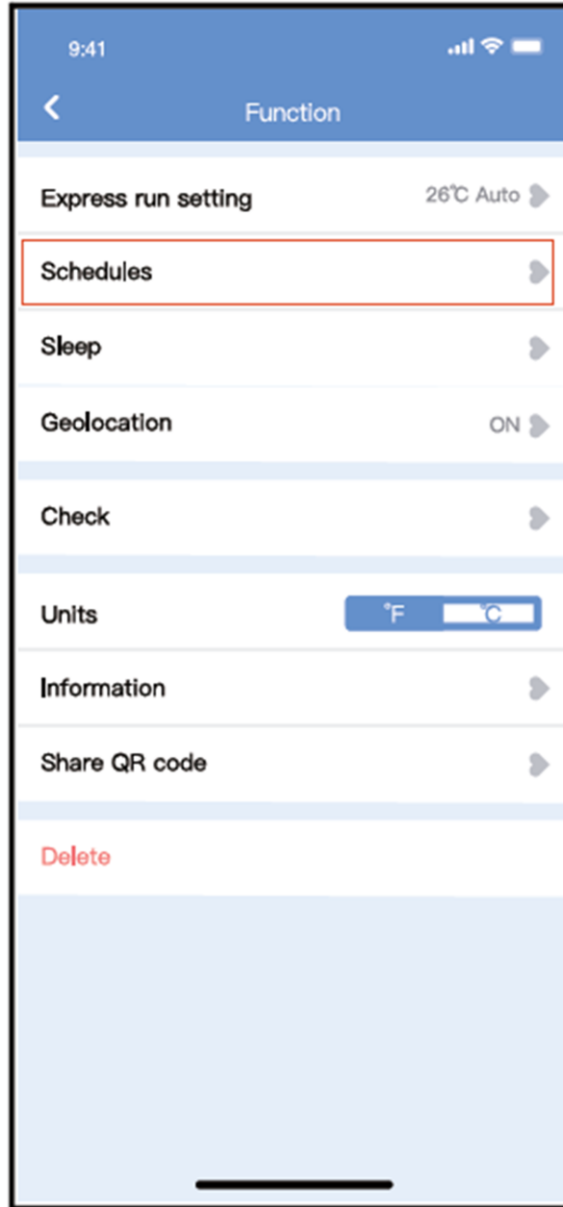 9:41
Function
Express run setting 26℃ Auto
Schedules
Sleep
Geolocation ON
Check
Units °F ℃
Information
Share QR code
Delete